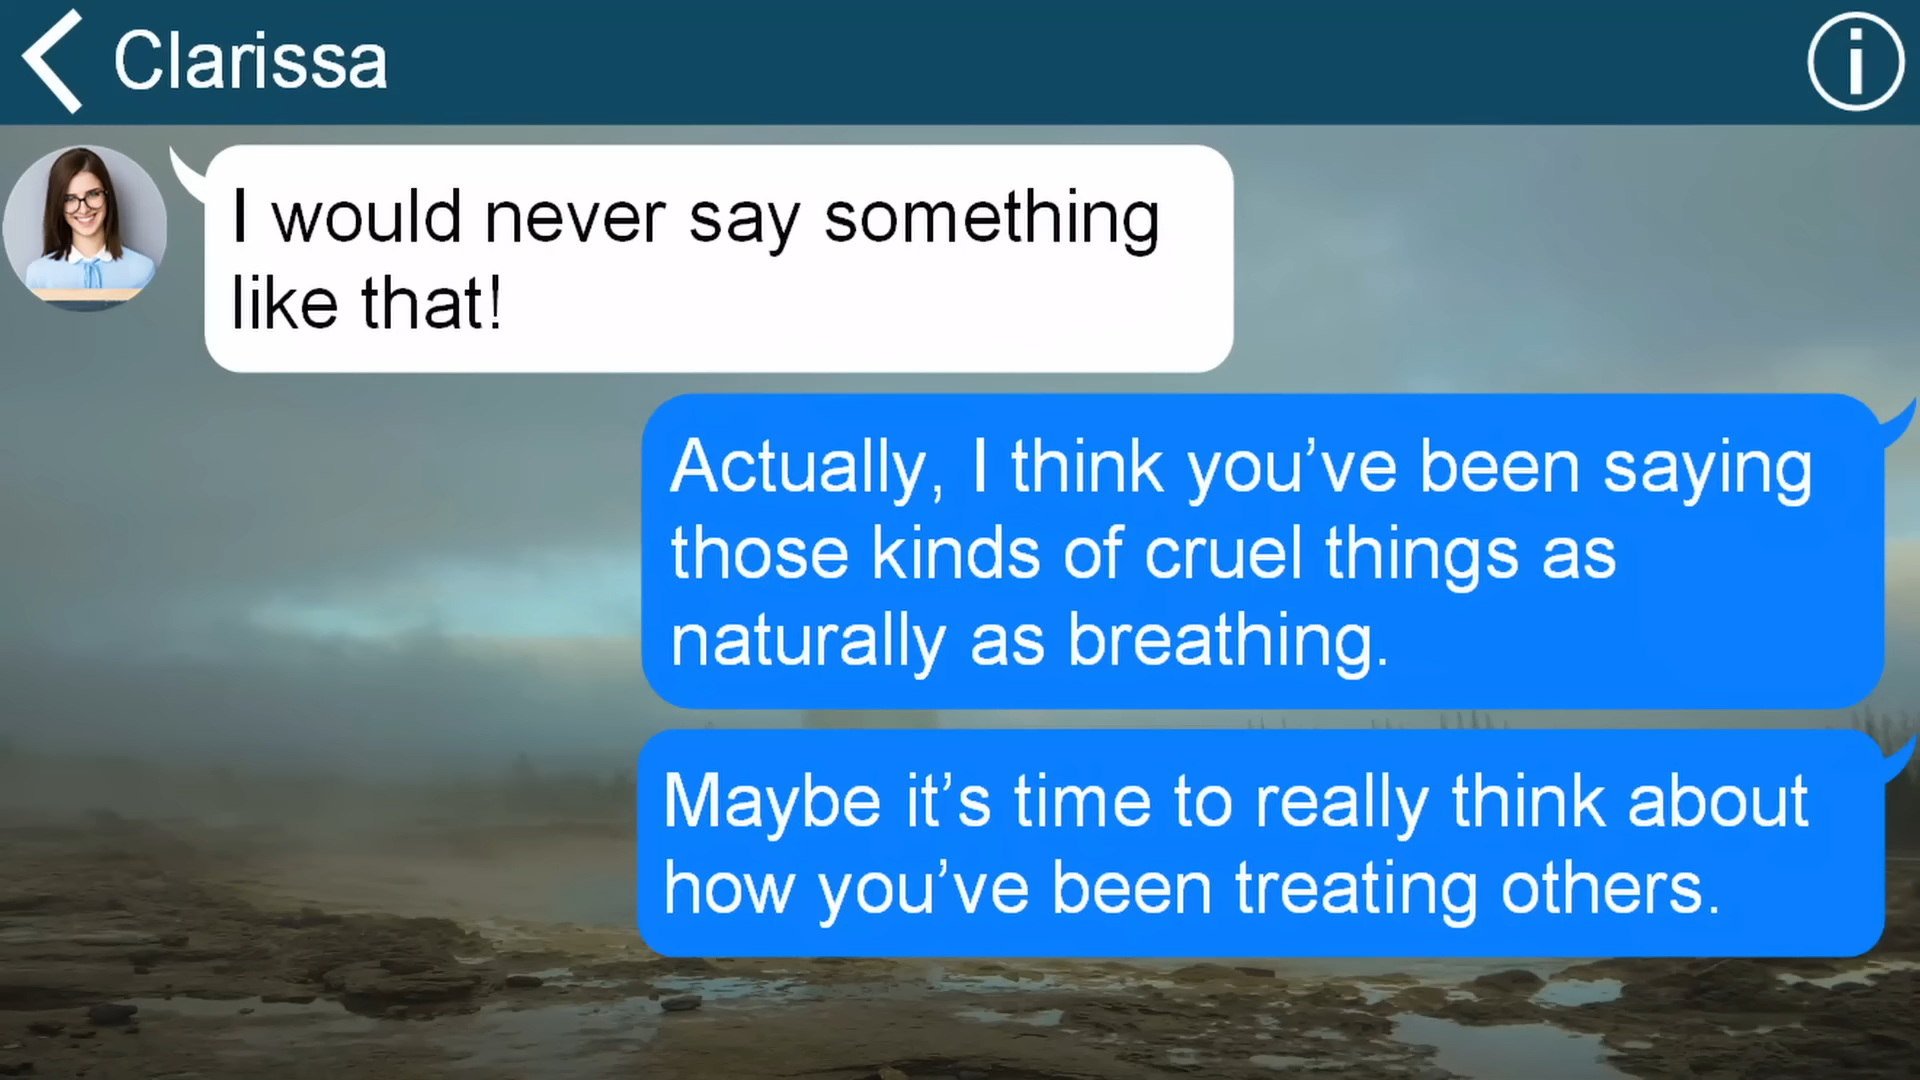 Clarissa
I would never say something
like that!
Actually, I think you’ve been saying
those kinds of cruel things as
naturally as breathing.
Maybe it’s time to really think about
how you’ve been treating others.